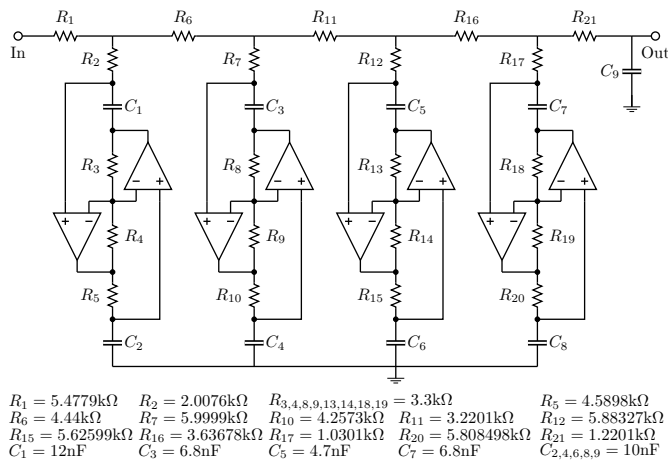 R1 R6 R11 R16 R21
In R2 R7 R12 R17 Out
C9
C1 C3 C5 C7
R3 R8 R13 R18
+ − − + + − − + + − − + + − − +
R4 R9 R14 R19
R5 R10 R15 R20
C2 C4 C6 C8
R1 = 5.4779kΩ R2 = 2.0076kΩ R3,4,8,9,13,14,18,19 = 3.3kΩ R5 = 4.5898kΩ
R6 = 4.44kΩ R7 = 5.9999kΩ R10 = 4.2573kΩ R11 = 3.2201kΩ R12 = 5.88327kΩ
R15 = 5.62599kΩ R16 = 3.63678kΩ R17 = 1.0301kΩ R20 = 5.808498kΩ R21 = 1.2201kΩ
C1 = 12nF C3 = 6.8nF C5 = 4.7nF C7 = 6.8nF C2,4,6,8,9 = 10nF